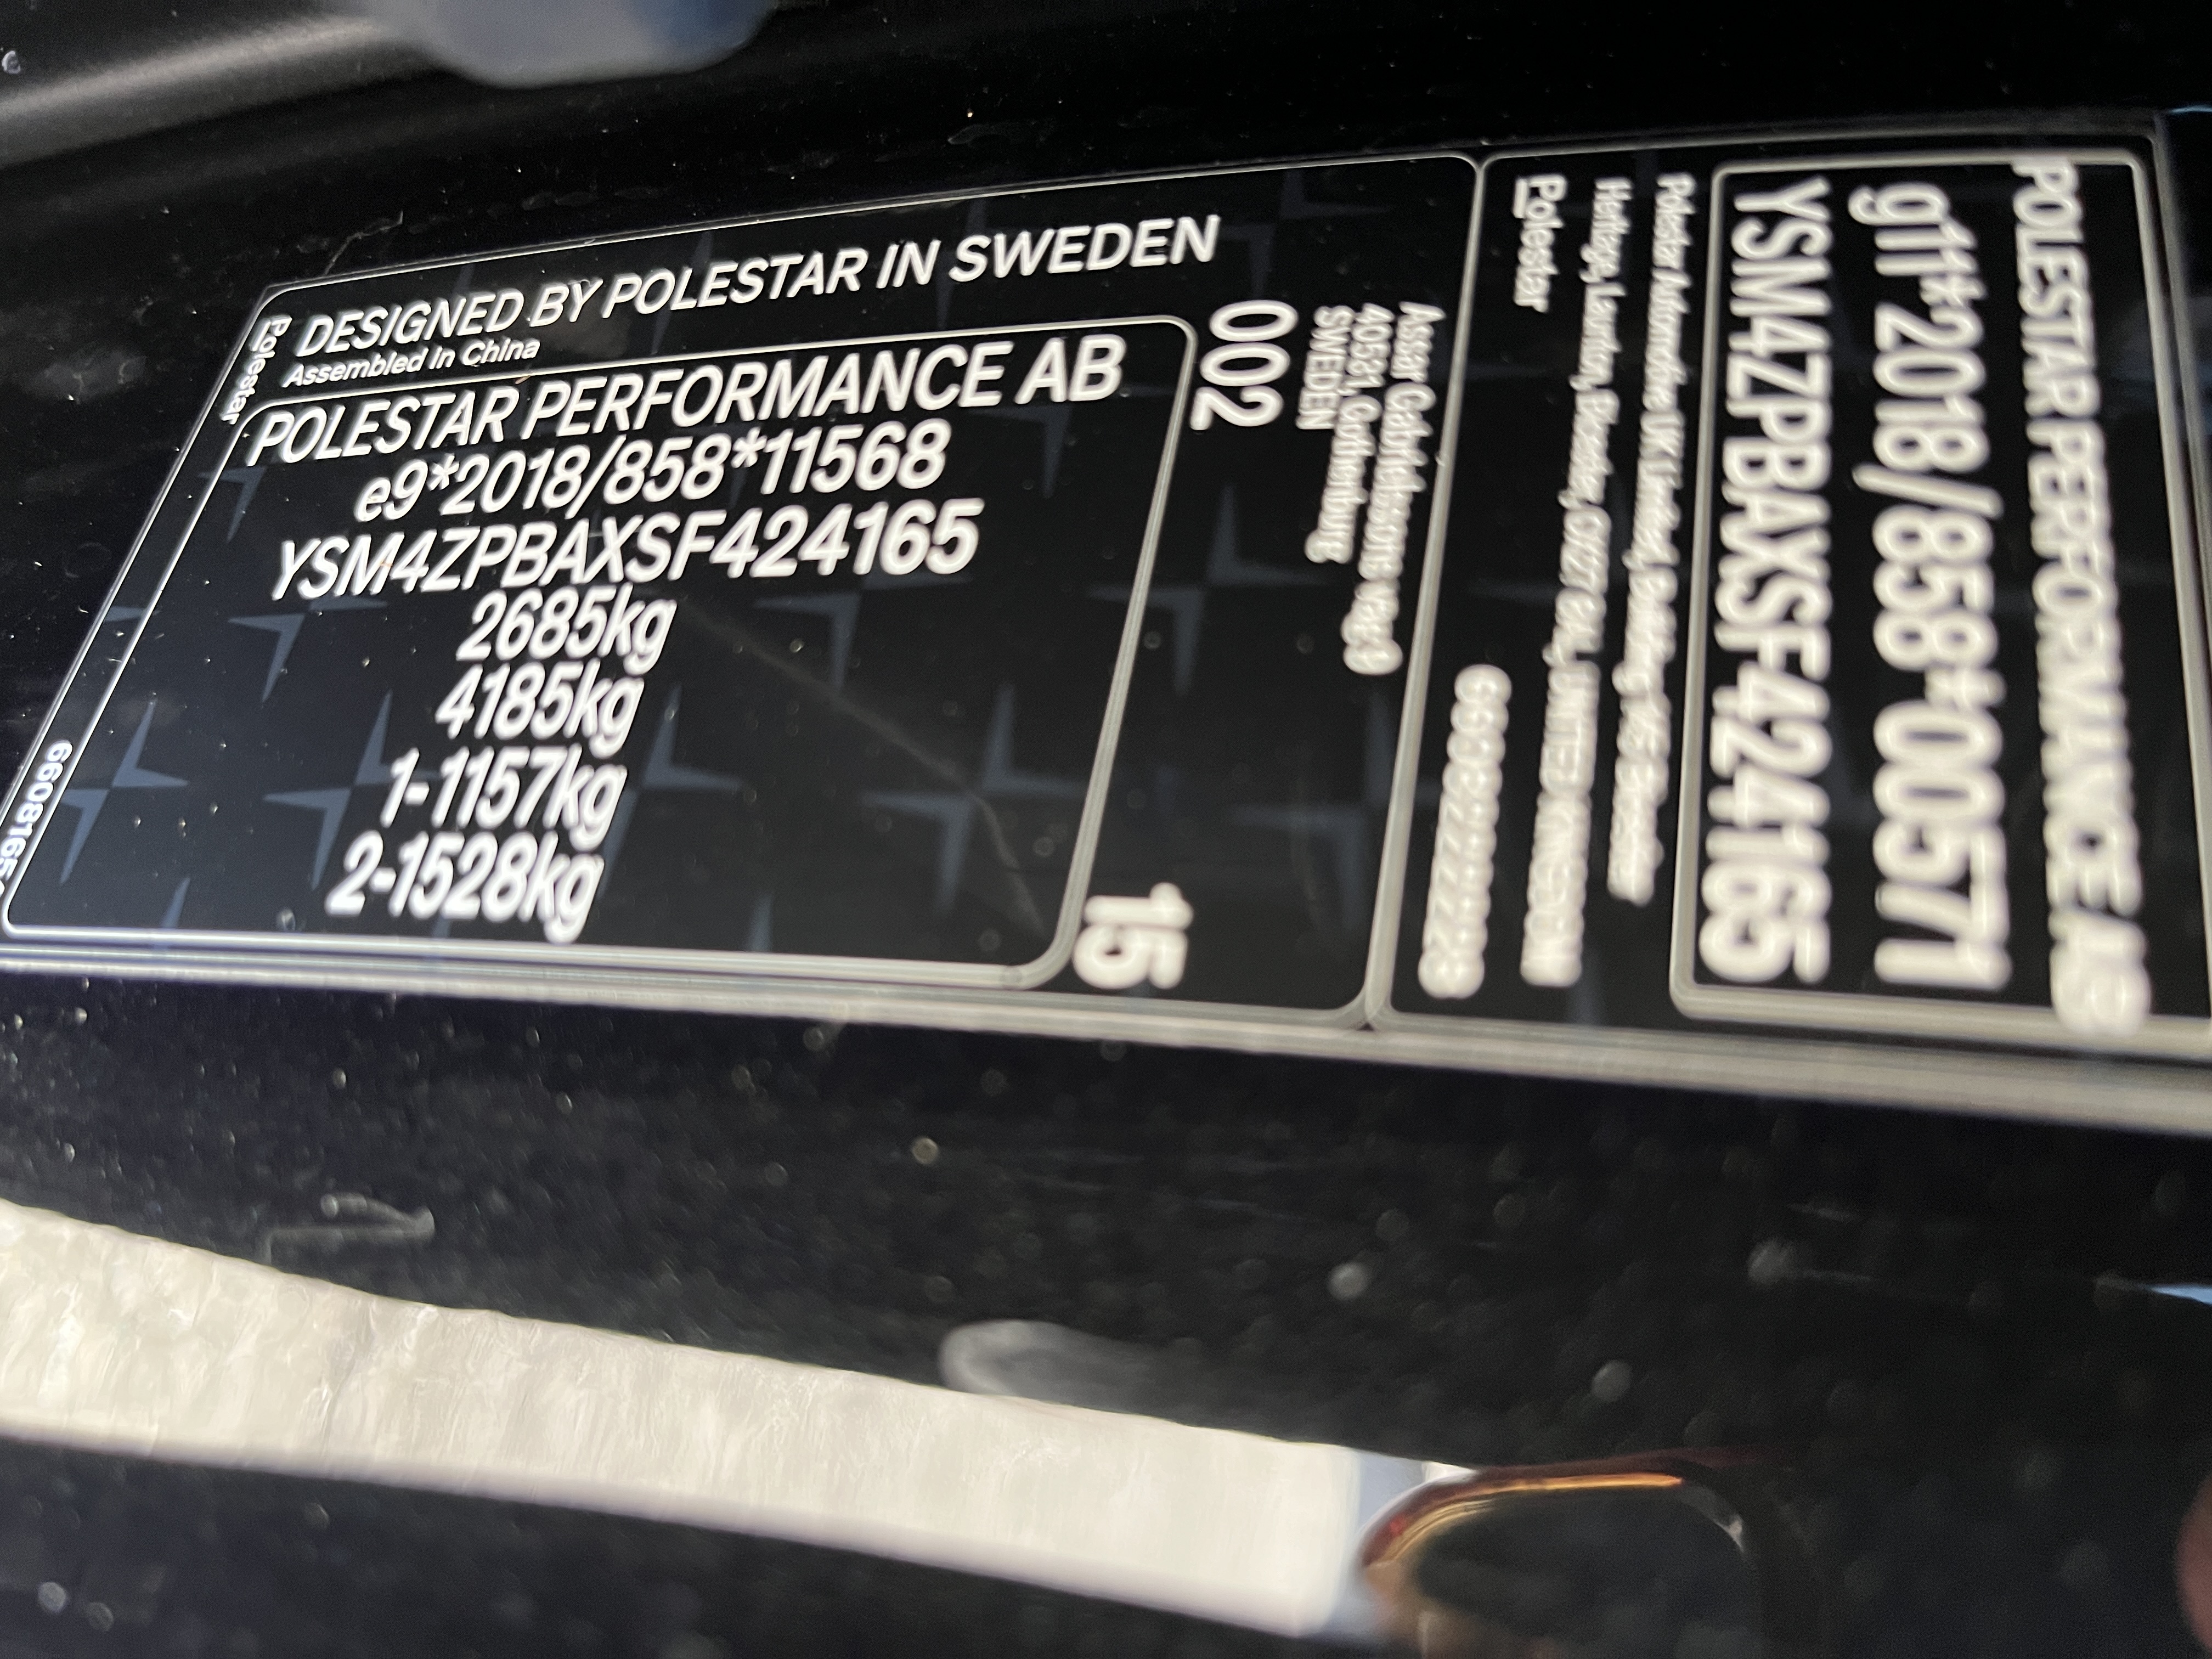 POLESTAR PERFORMANCE AB
g11*2018/858*00571
YSM4ZPBAXSF424165
Polestar Automotive UK Limited, Building 145 Bicester
Heritage, Launton, Bicester, OX27 8AL, UNITED KINGDOM
Polestar
Assar Gabrielssons väg 9
40531, Gothenburg
SWEDEN
002
15
DESIGNED BY POLESTAR IN SWEDEN
Assembled in China
Polestar
POLESTAR PERFORMANCE AB
e9*2018/858*11568
YSM4ZPBAXSF424165
2685kg
4185kg
1-1157kg
2-1528kg